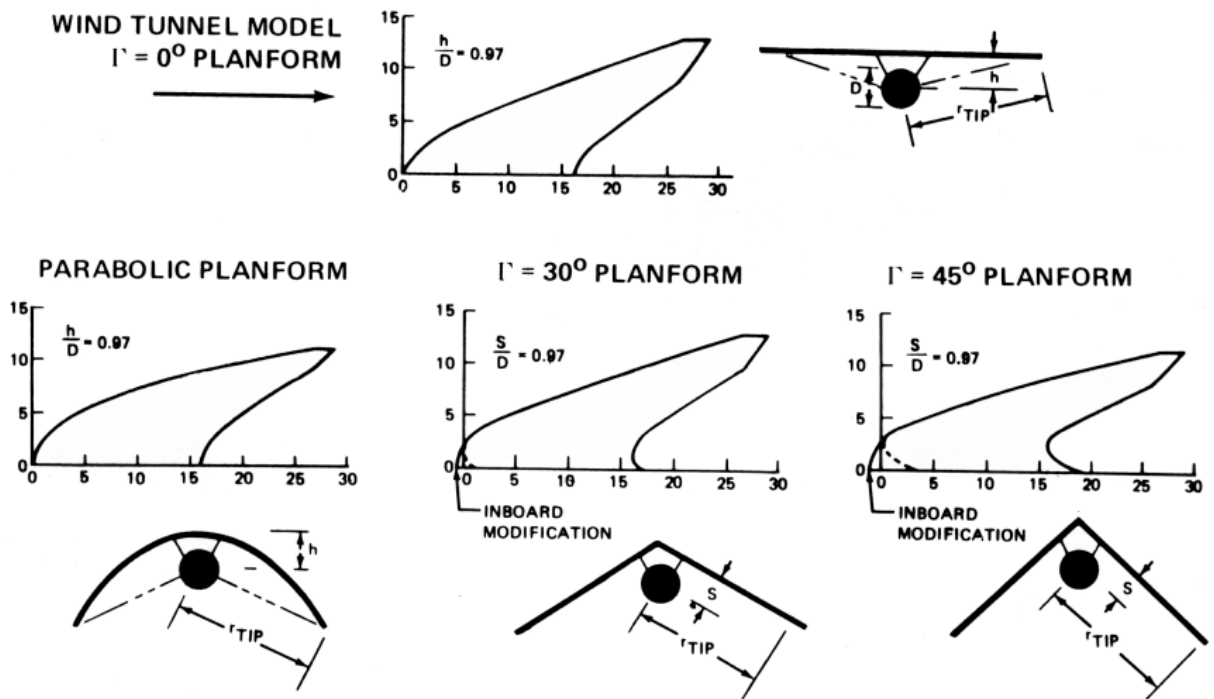 WIND TUNNEL MODEL
Γ = 0° PLANFORM
15
10
5
0
h/D = 0.97
0 5 10 15 20 25 30
D
h
rTIP
PARABOLIC PLANFORM
15
10
5
0
h/D = 0.97
0 5 10 15 20 25 30
h
rTIP
Γ = 30° PLANFORM
15
10
5
0
S/D = 0.97
0 5 10 15 20 25 30
INBOARD
MODIFICATION
S
rTIP
Γ = 45° PLANFORM
15
10
5
0
S/D = 0.97
0 5 10 15 20 25 30
INBOARD
MODIFICATION
S
rTIP